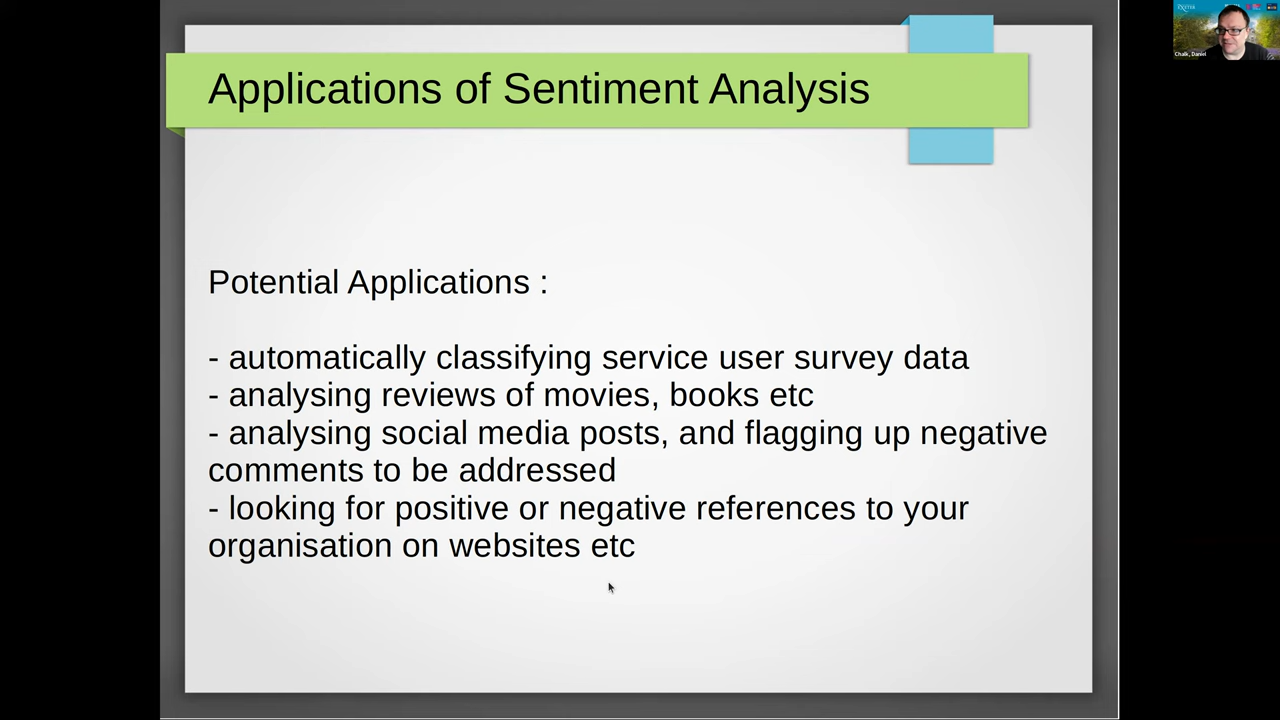 Applications of Sentiment Analysis
Potential Applications :
- automatically classifying service user survey data
- analysing reviews of movies, books etc
- analysing social media posts, and flagging up negative
comments to be addressed
- looking for positive or negative references to your
organisation on websites etc
Chalk, Daniel